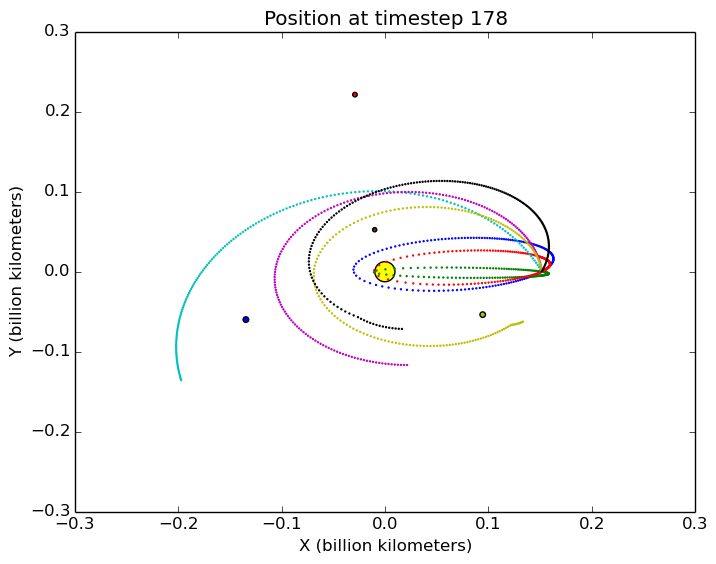 Position at timestep 178
0.3
0.2
0.1
0.0
−0.1
−0.2
−0.3
Y (billion kilometers)
−0.3 −0.2 −0.1 0.0 0.1 0.2 0.3
X (billion kilometers)